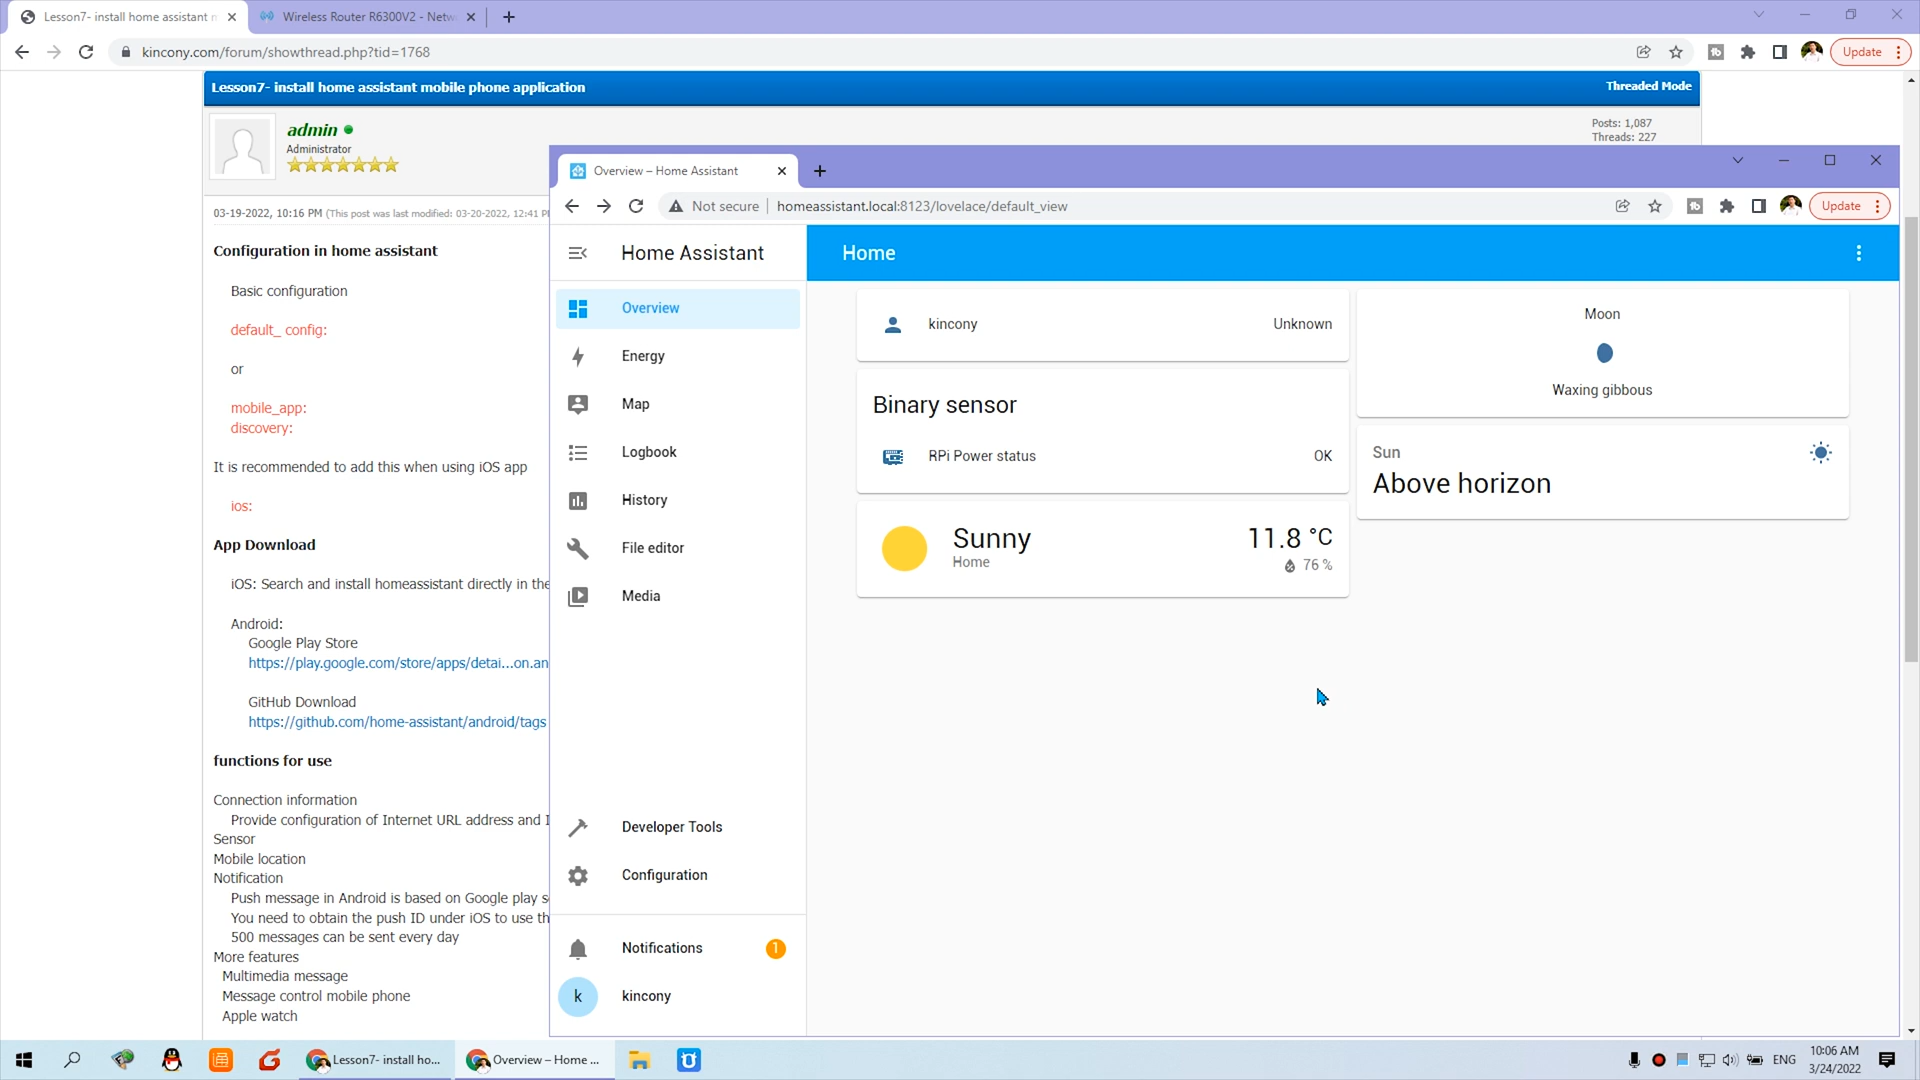 Lesson7- install home assistant m
Wireless Router R6300V2 - Netw
kincony.com/forum/showthread.php?tid=1768
Update
Lesson7- install home assistant mobile phone application
Threaded Mode
admin
Administrator
Posts: 1,087
Threads: 227
03-19-2022, 10:16 PM (This post was last modified: 03-20-2022, 12:41 P
Configuration in home assistant
Basic configuration
default_ config:
or
mobile_app:
discovery:
It is recommended to add this when using iOS app
ios:
App Download
iOS: Search and install homeassistant directly in the
Android:
Google Play Store
https://play.google.com/store/apps/detai...on.an
GitHub Download
https://github.com/home-assistant/android/tags
functions for use
Connection information
Provide configuration of Internet URL address and I
Sensor
Mobile location
Notification
Push message in Android is based on Google play s
You need to obtain the push ID under iOS to use th
500 messages can be sent every day
More features
Multimedia message
Message control mobile phone
Apple watch
Overview – Home Assistant
Not secure
homeassistant.local:8123/lovelace/default_view
Update
Home Assistant
Home
Overview
Energy
Map
Logbook
History
File editor
Media
Developer Tools
Configuration
Notifications
1
k
kincony
kincony
Unknown
Binary sensor
RPi Power status
OK
Sunny
Home
11.8 °C
76 %
Moon
Waxing gibbous
Sun
Above horizon
Lesson7- install ho...
Overview – Home ...
ENG
10:06 AM
3/24/2022